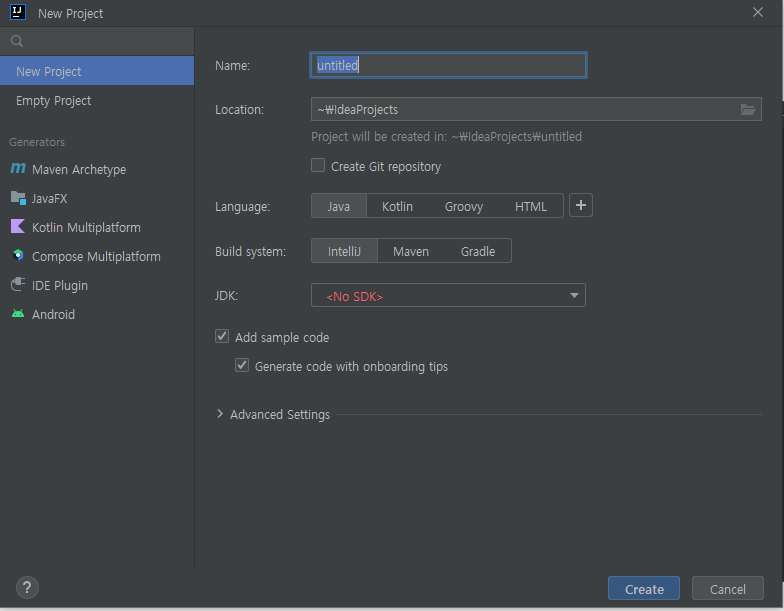 IJ
New Project
New Project
Empty Project
Generators
m Maven Archetype
JavaFX
Kotlin Multiplatform
Compose Multiplatform
IDE Plugin
Android
Name: untitled
Location: ~₩IdeaProjects
Project will be created in: ~₩IdeaProjects₩untitled
Create Git repository
Language: Java Kotlin Groovy HTML +
Build system: IntelliJ Maven Gradle
JDK: <No SDK>
Add sample code
Generate code with onboarding tips
Advanced Settings
? Create Cancel